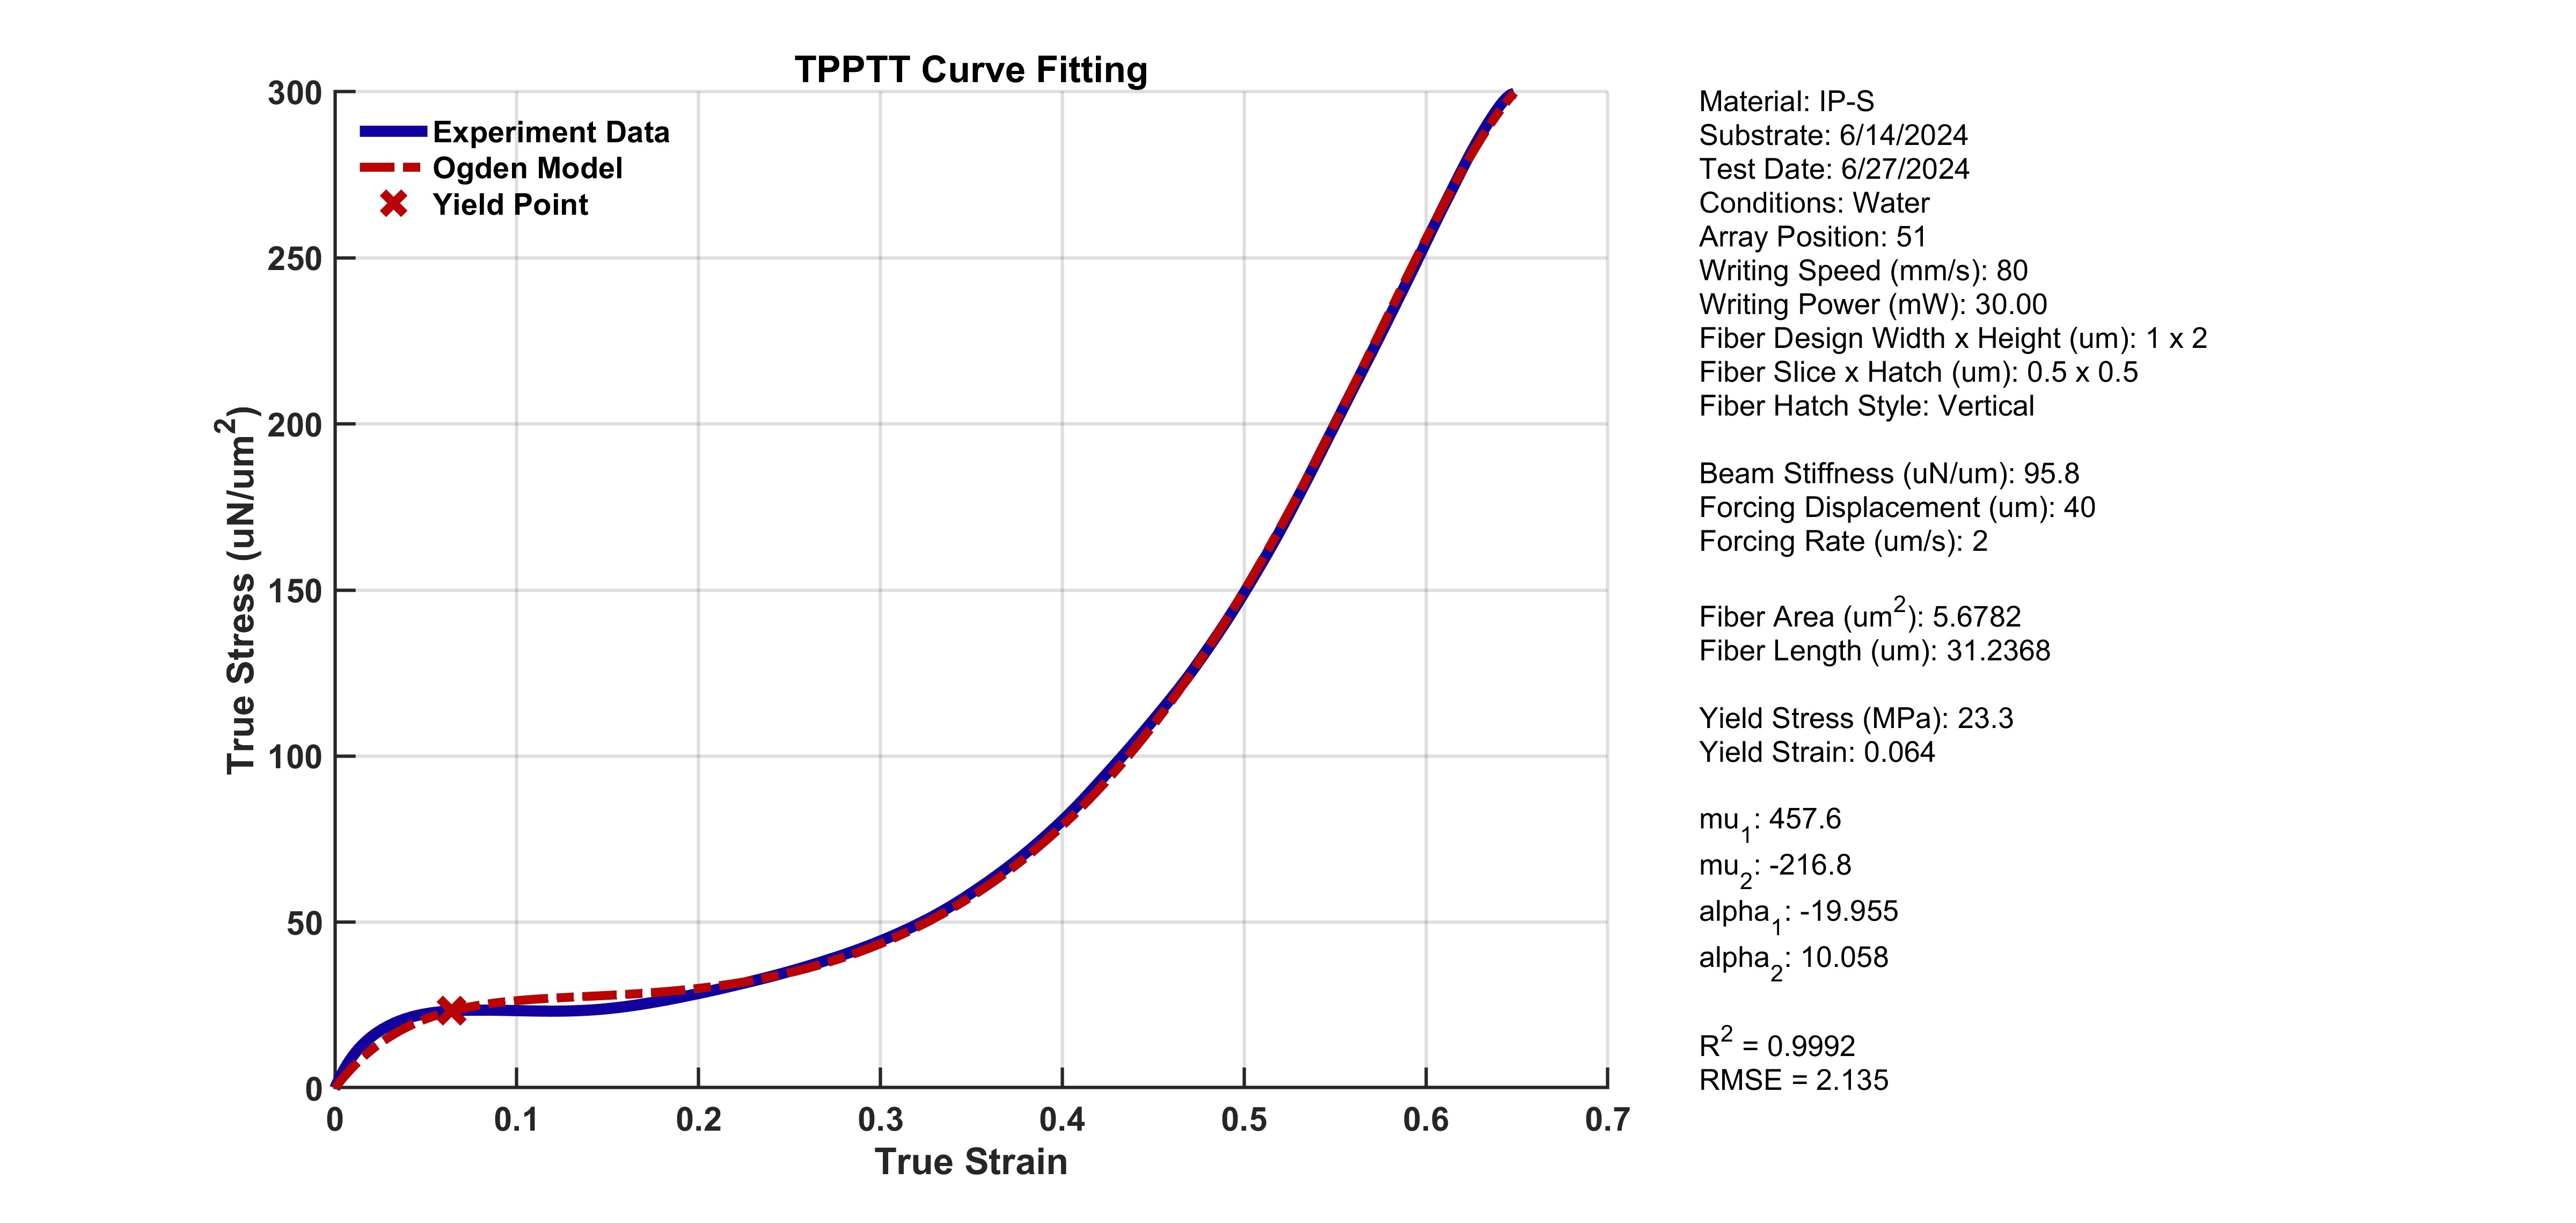 TPPTT Curve Fitting
Experiment Data
Ogden Model
Yield Point
True Stress (uN/um²)
300
250
200
150
100
50
0
0
0.1
0.2
0.3
0.4
0.5
0.6
0.7
True Strain
Material: IP-S
Substrate: 6/14/2024
Test Date: 6/27/2024
Conditions: Water
Array Position: 51
Writing Speed (mm/s): 80
Writing Power (mW): 30.00
Fiber Design Width x Height (um): 1 x 2
Fiber Slice x Hatch (um): 0.5 x 0.5
Fiber Hatch Style: Vertical
Beam Stiffness (uN/um): 95.8
Forcing Displacement (um): 40
Forcing Rate (um/s): 2
Fiber Area (um²): 5.6782
Fiber Length (um): 31.2368
Yield Stress (MPa): 23.3
Yield Strain: 0.064
mu₁: 457.6
mu₂: -216.8
alpha₁: -19.955
alpha₂: 10.058
R² = 0.9992
RMSE = 2.135